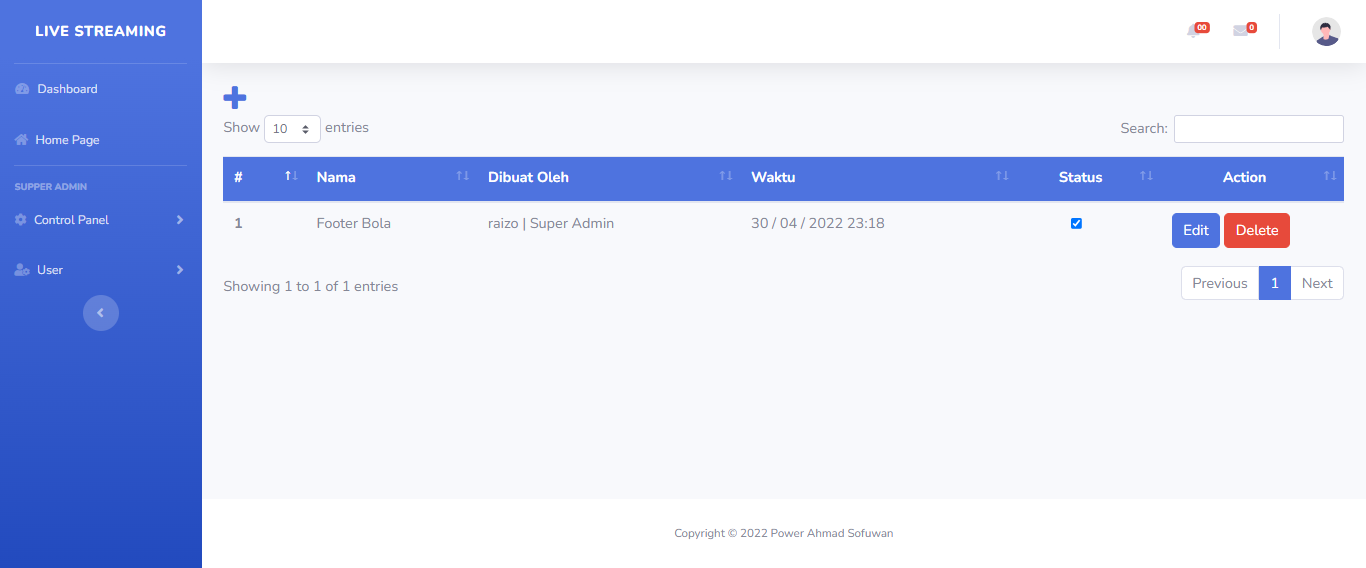 LIVE STREAMING
00
0
Dashboard
Home Page
SUPPER ADMIN
Control Panel
User
Show 10 entries
Search:
# Nama Dibuat Oleh Waktu Status Action
1 Footer Bola raizo | Super Admin 30 / 04 / 2022 23:18 Edit Delete
Showing 1 to 1 of 1 entries
Previous 1 Next
Copyright © 2022 Power Ahmad Sofuwan